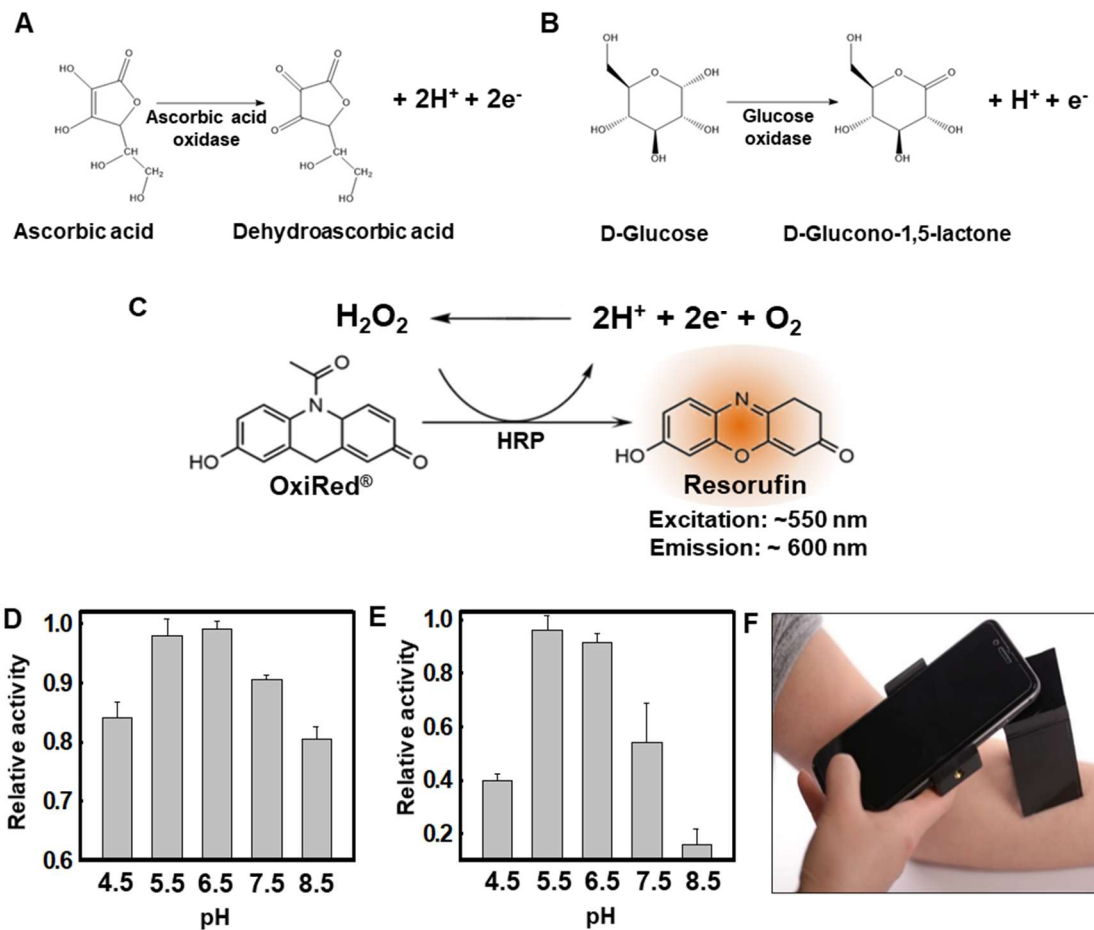 A
O
HO
O
HO
CH
HO
CH₂
HO
Ascorbic acid
oxidase
O
O
O
O
CH
HO
CH₂
HO
+ 2H⁺ + 2e⁻
Ascorbic acid
Dehydroascorbic acid
B
OH
O
OH
HO
OH
OH
Glucose
oxidase
OH
O
O
HO
OH
OH
+ H⁺ + e⁻
D-Glucose
D-Glucono-1,5-lactone
C
H₂O₂
2H⁺ + 2e⁻ + O₂
O
N
HO
O
OxiRed®
HRP
N
HO
O
O
Resorufin
Excitation: ~550 nm
Emission: ~ 600 nm
D
Relative activity
1.0
0.9
0.8
0.7
0.6
4.5 5.5 6.5 7.5 8.5
pH
E
Relative activity
1.0
0.8
0.6
0.4
0.2
4.5 5.5 6.5 7.5 8.5
pH
F